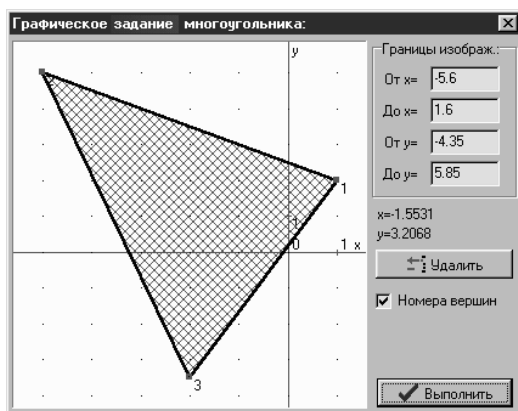 Графическое задание многоугольника:
y
Границы изображ.:
От x= -5.6
До x= 1.6
От y= -4.35
До y= 5.85
1
x=-1.5531
y=3.2068
1
0
1 x
Удалить
Номера вершин
3
Выполнить